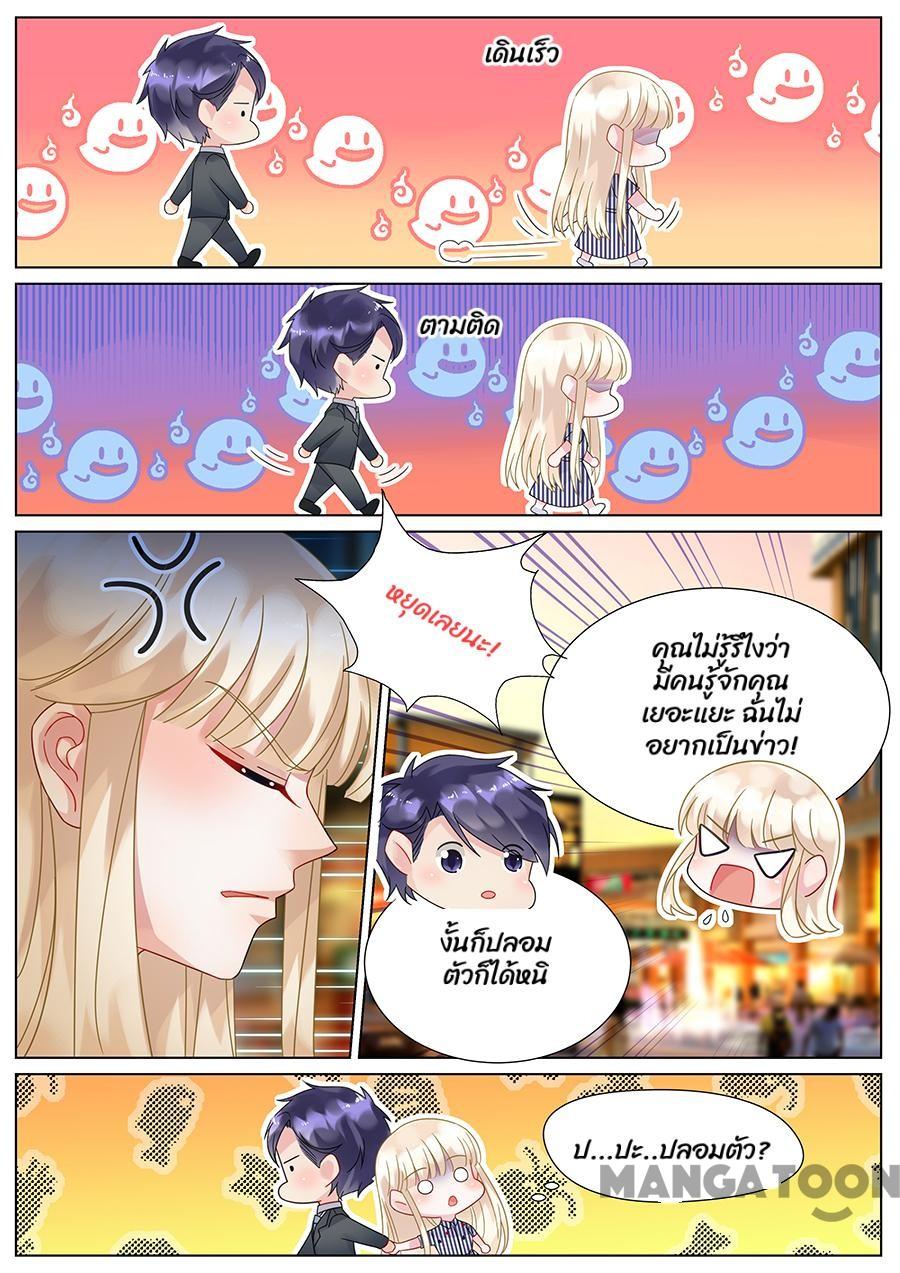 เดินเร็ว
ตามติด
หยุดเลยนะ!
คุณไม่รู้รึไงว่า
มีคนรู้จักคุณ
เยอะแยะ ฉันไม่
อยากเป็นข่าว!
งั้นก็ปลอม
ตัวก็ได้หนิ
ป...ปะ..ปลอมตัว?
MANGATOON